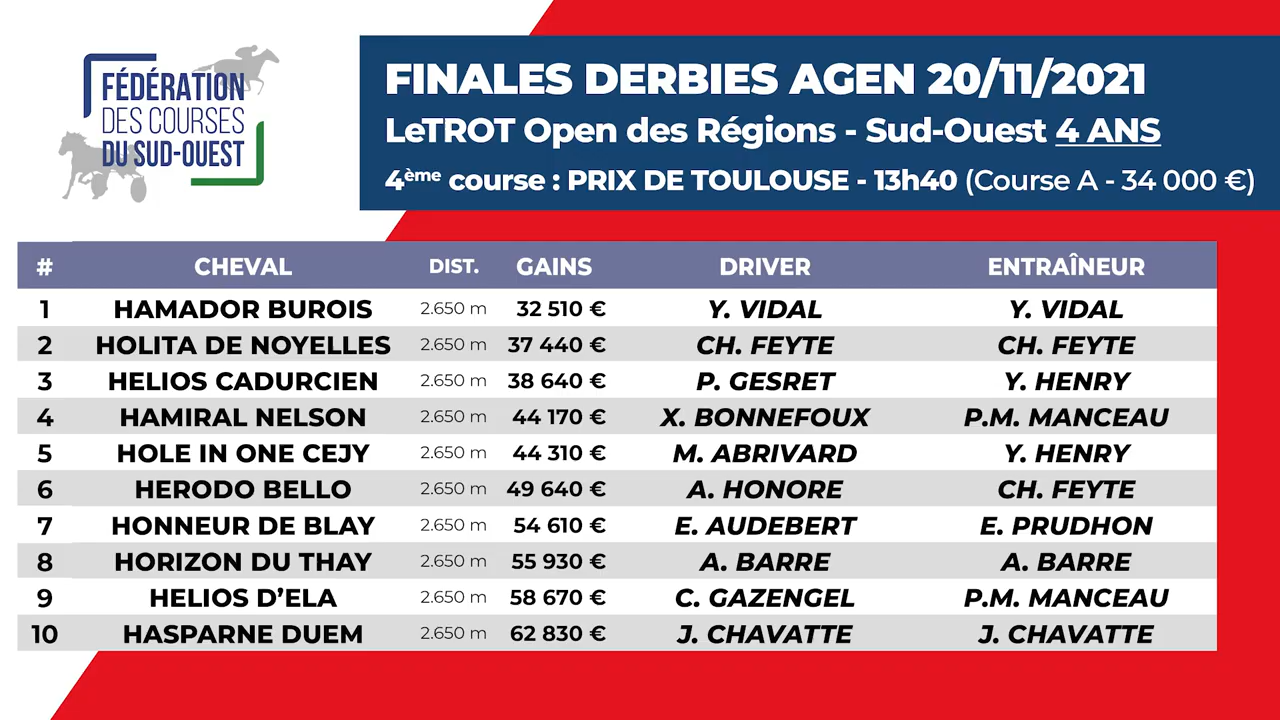 FÉDÉRATION
DES COURSES
DU SUD-OUEST
FINALES DERBIES AGEN 20/11/2021
LeTROT Open des Régions - Sud-Ouest 4 ANS
4ème course : PRIX DE TOULOUSE - 13h40 (Course A - 34 000 €)
# CHEVAL DIST. GAINS DRIVER ENTRAÎNEUR
1 HAMADOR BUROIS 2.650 m 32 510 € Y. VIDAL Y. VIDAL
2 HOLITA DE NOYELLES 2.650 m 37 440 € CH. FEYTE CH. FEYTE
3 HELIOS CADURCIEN 2.650 m 38 640 € P. GESRET Y. HENRY
4 HAMIRAL NELSON 2.650 m 44 170 € X. BONNEFOUX P.M. MANCEAU
5 HOLE IN ONE CEJY 2.650 m 44 310 € M. ABRIVARD Y. HENRY
6 HERODO BELLO 2.650 m 49 640 € A. HONORE CH. FEYTE
7 HONNEUR DE BLAY 2.650 m 54 610 € E. AUDEBERT E. PRUDHON
8 HORIZON DU THAY 2.650 m 55 930 € A. BARRE A. BARRE
9 HELIOS D’ELA 2.650 m 58 670 € C. GAZENGEL P.M. MANCEAU
10 HASPARNE DUEM 2.650 m 62 830 € J. CHAVATTE J. CHAVATTE